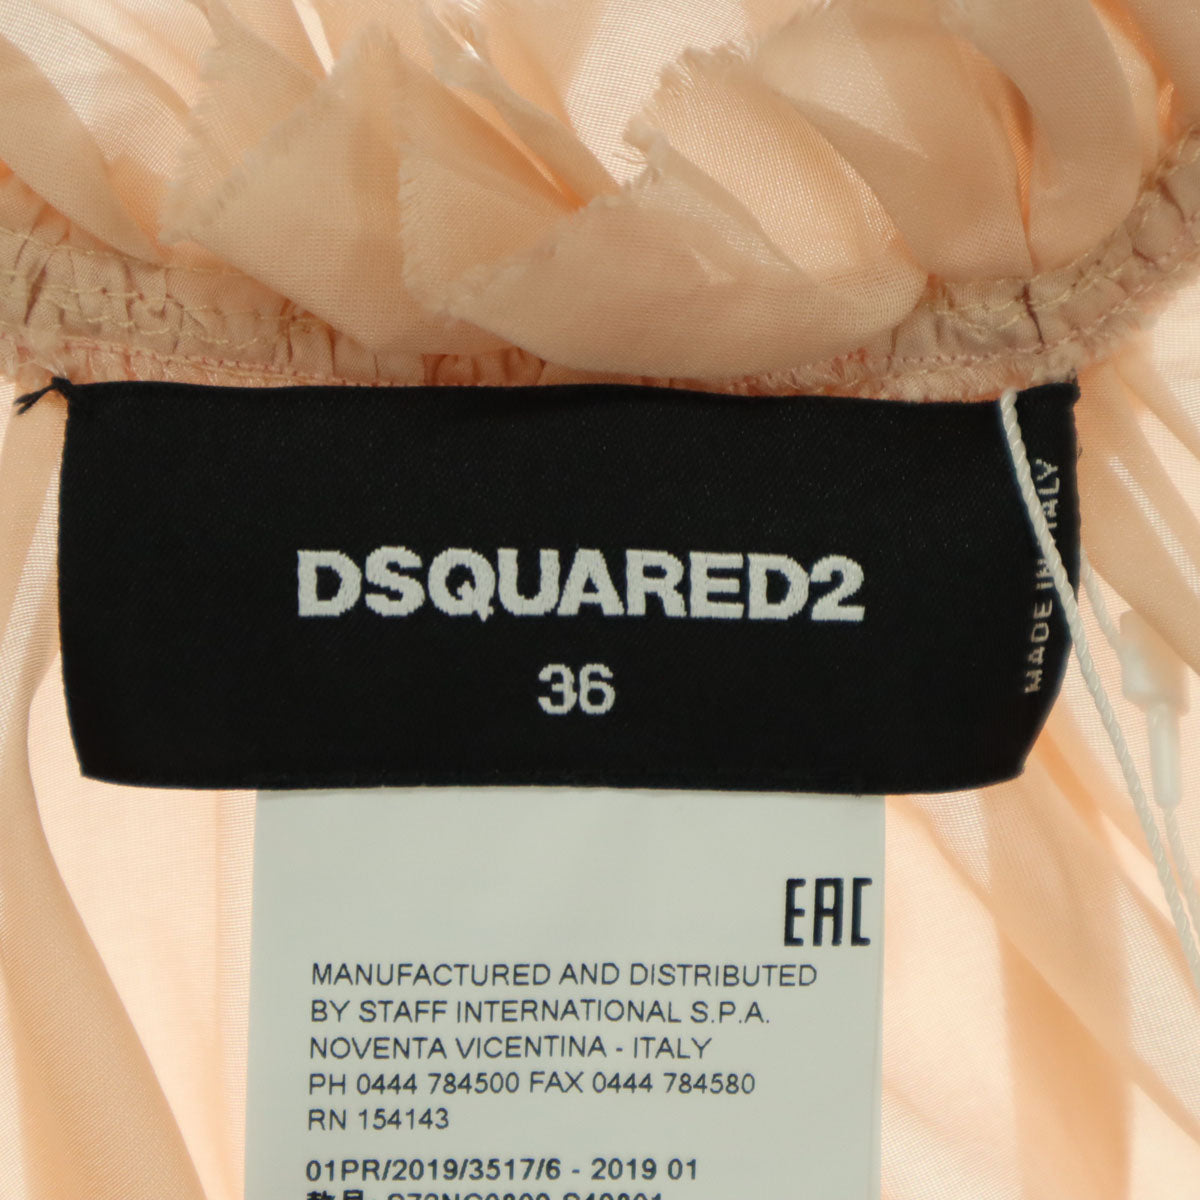 DSQUARED2
36
MADE IN ITALY
EAC
MANUFACTURED AND DISTRIBUTED
BY STAFF INTERNATIONAL S.P.A.
NOVENTA VICENTINA - ITALY
PH 0444 784500 FAX 0444 784580
RN 154143
01PR/2019/3517/6 - 2019 01